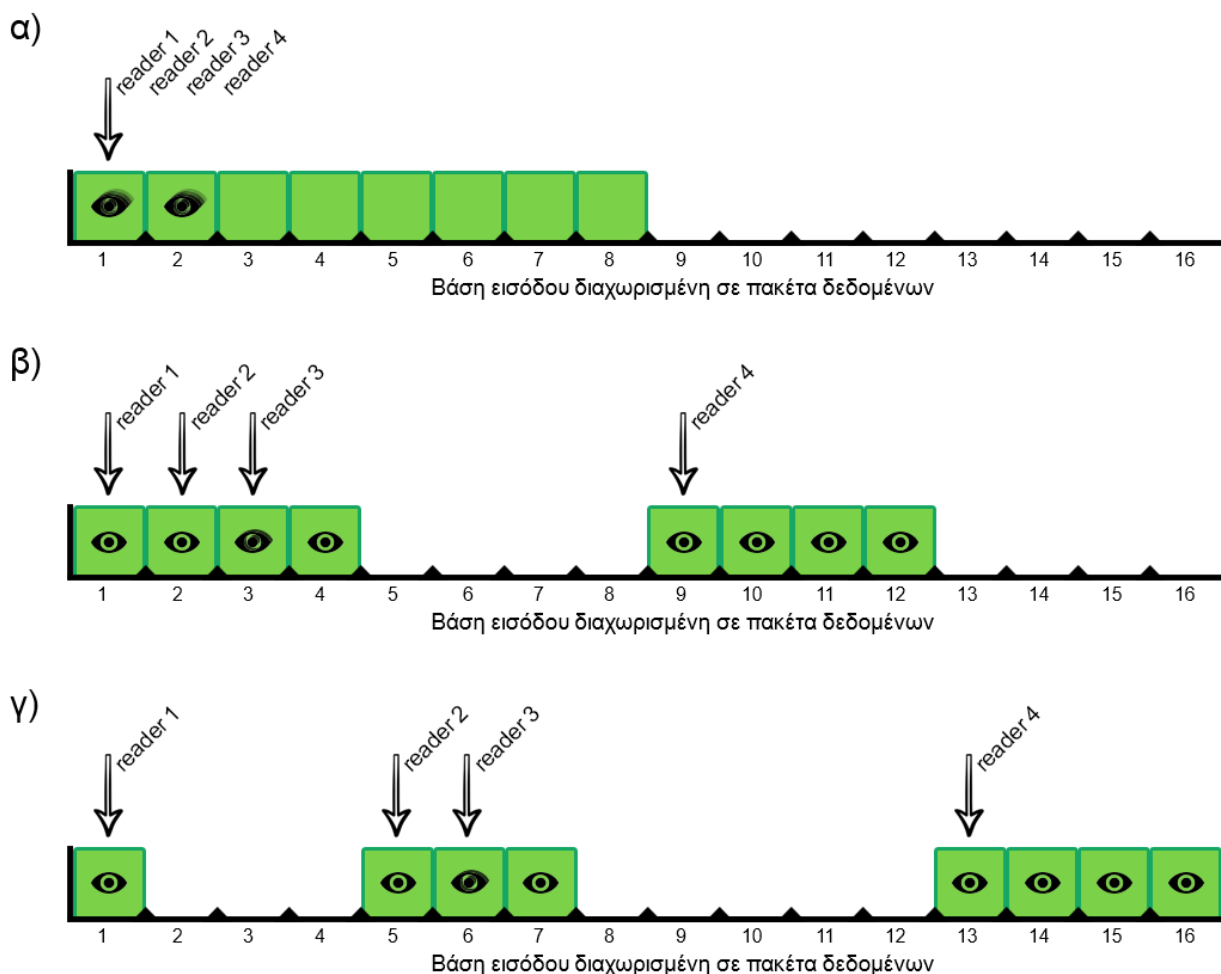 α)
reader 1
reader 2
reader 3
reader 4
1 2 3 4 5 6 7 8 9 10 11 12 13 14 15 16
Βάση εισόδου διαχωρισμένη σε πακέτα δεδομένων
β)
reader 1
reader 2
reader 3
reader 4
1 2 3 4 5 6 7 8 9 10 11 12 13 14 15 16
Βάση εισόδου διαχωρισμένη σε πακέτα δεδομένων
γ)
reader 1
reader 2
reader 3
reader 4
1 2 3 4 5 6 7 8 9 10 11 12 13 14 15 16
Βάση εισόδου διαχωρισμένη σε πακέτα δεδομένων